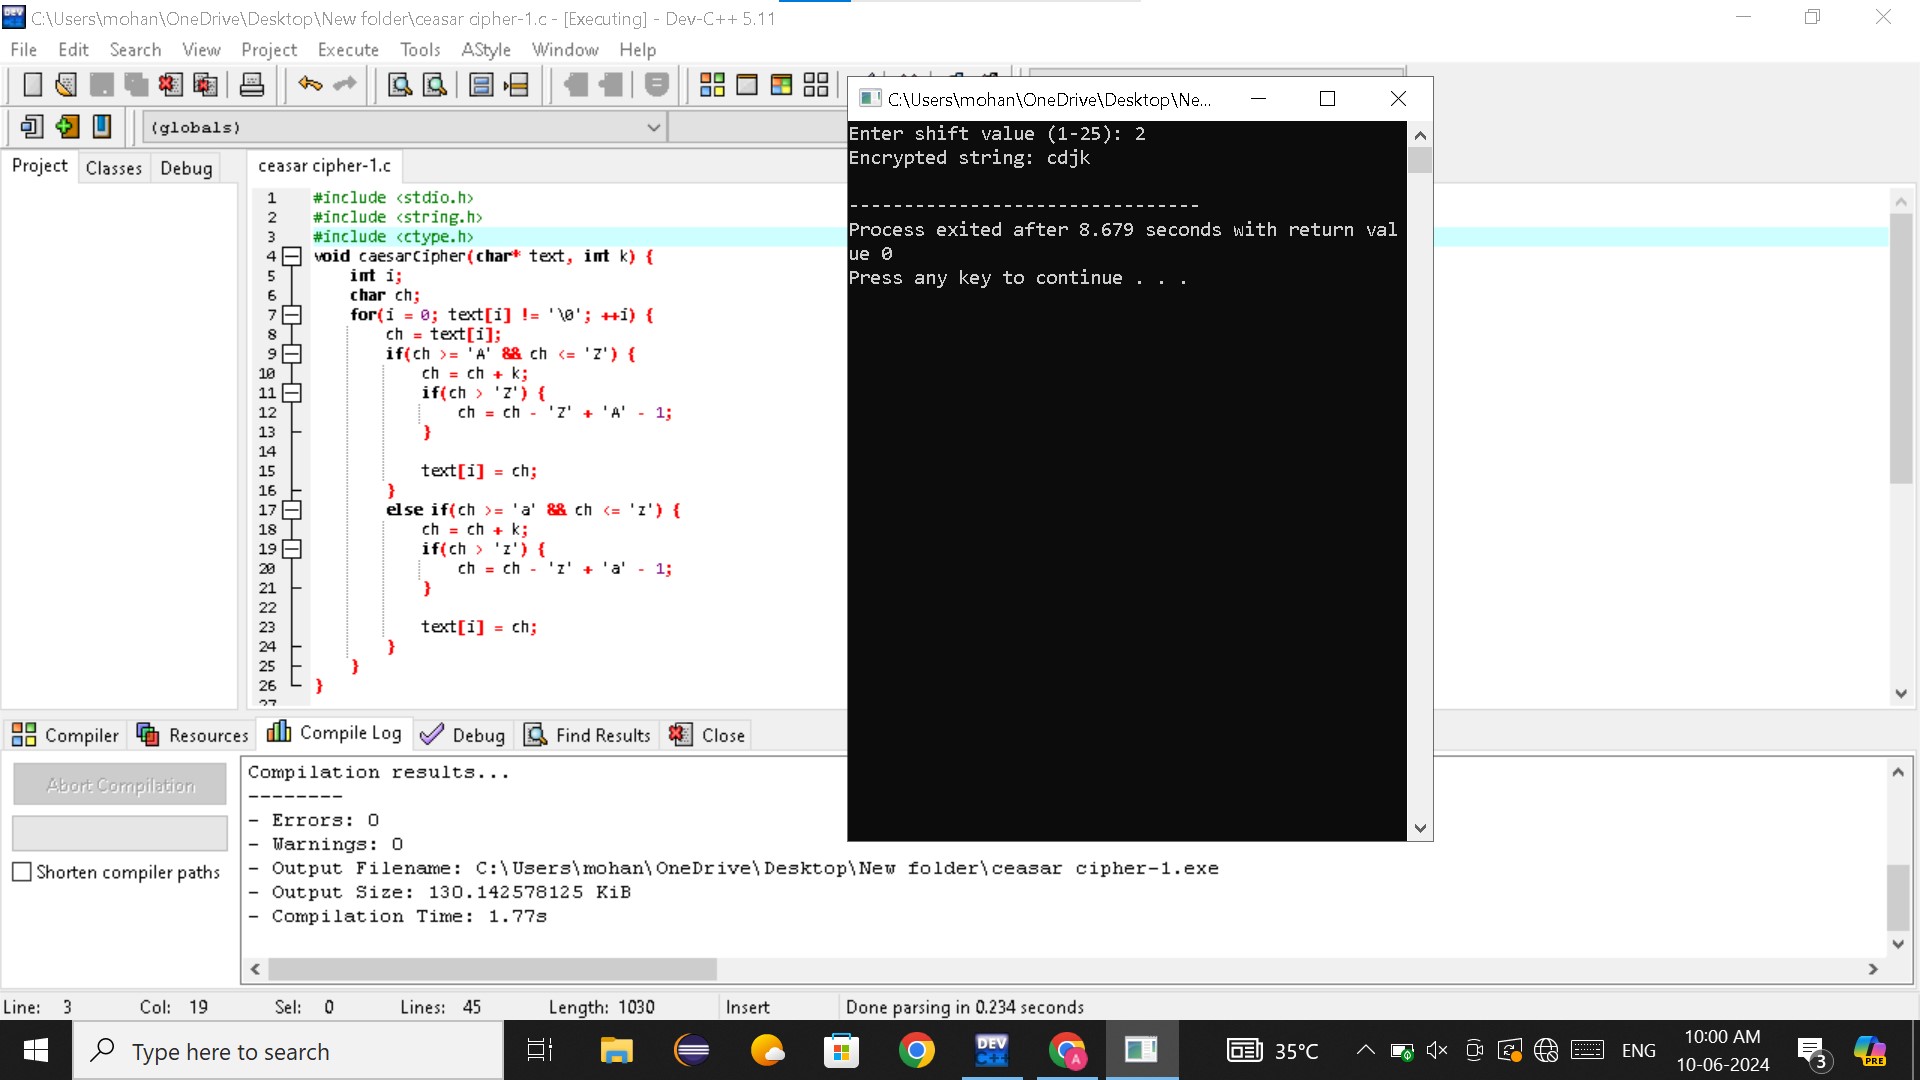 C:\Users\mohan\OneDrive\Desktop\New folder\ceasar cipher-1.c - [Executing] - Dev-C++ 5.11
File Edit Search View Project Execute Tools AStyle Window Help
(globals)
Project Classes Debug
ceasar cipher-1.c
1 #include <stdio.h>
2 #include <string.h>
3 #include <ctype.h>
4 void caesarCipher(char* text, int k) {
5 int i;
6 char ch;
7 for(i = 0; text[i] != '\0'; ++i) {
8 ch = text[i];
9 if(ch >= 'A' && ch <= 'Z') {
10 ch = ch + k;
11 if(ch > 'Z') {
12 ch = ch - 'Z' + 'A' - 1;
13 }
14
15 text[i] = ch;
16 }
17 else if(ch >= 'a' && ch <= 'z') {
18 ch = ch + k;
19 if(ch > 'z') {
20 ch = ch - 'z' + 'a' - 1;
21 }
22
23 text[i] = ch;
24 }
25 }
26 }
27
C:\Users\mohan\OneDrive\Desktop\Ne...
Enter shift value (1-25): 2
Encrypted string: cdjk
--------------------------------
Process exited after 8.679 seconds with return val
ue 0
Press any key to continue . . .
Compiler Resources Compile Log Debug Find Results Close
Abort Compilation
Shorten compiler paths
Compilation results...
--------
- Errors: 0
- Warnings: 0
- Output Filename: C:\Users\mohan\OneDrive\Desktop\New folder\ceasar cipher-1.exe
- Output Size: 130.142578125 KiB
- Compilation Time: 1.77s
Line: 3 Col: 19 Sel: 0 Lines: 45 Length: 1030 Insert Done parsing in 0.234 seconds
Type here to search
DEV
C++
A
35°C
ENG
10:00 AM
10-06-2024
3
PRE